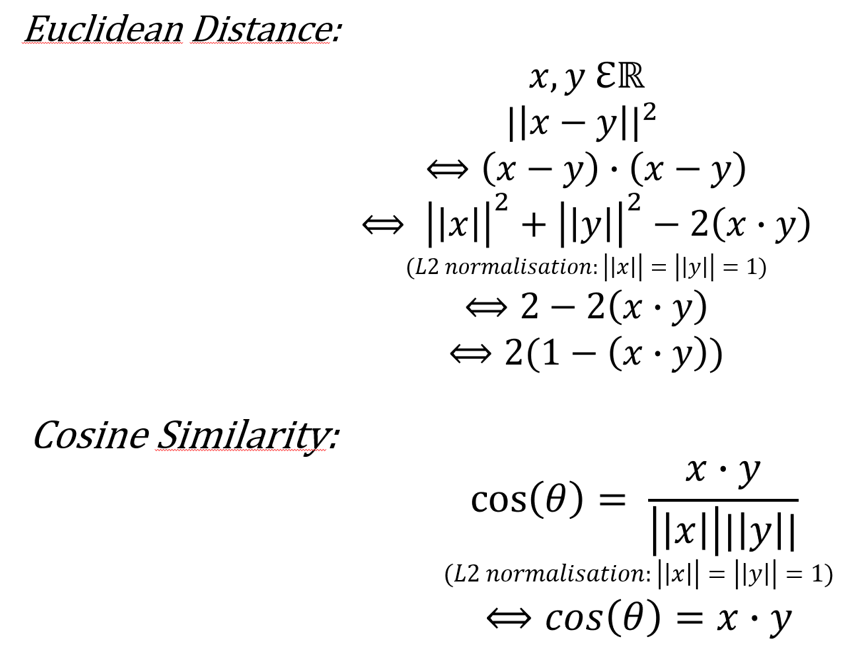 Euclidean Distance:
x, y Ɛℝ
||x − y||²
⟺ (x − y) · (x − y)
⟺ ||x||² + ||y||² − 2(x · y)
(L2 normalisation: ||x|| = ||y|| = 1)
⟺ 2 − 2(x · y)
⟺ 2(1 − (x · y))
Cosine Similarity:
x · y
cos(θ) =
||x||||y||
(L2 normalisation: ||x|| = ||y|| = 1)
⟺ cos(θ) = x · y